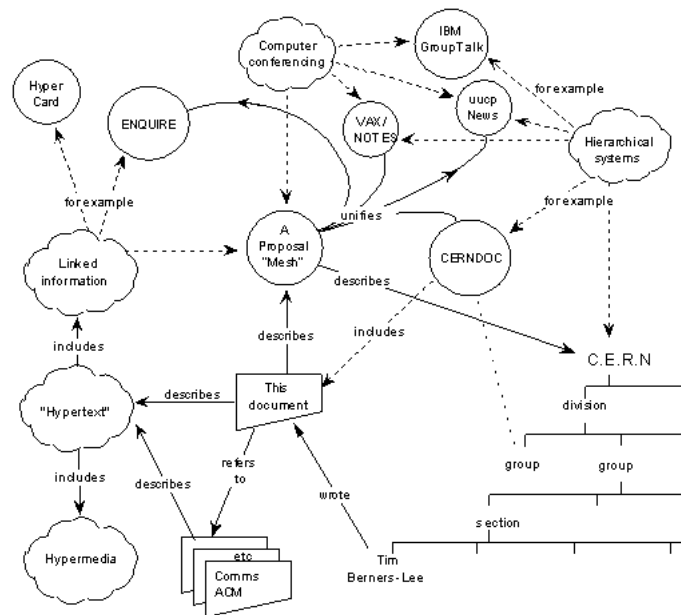 IBM
GroupTalk
Computer
conferencing
Hyper
Card
uucp
News
for example
ENQUIRE
VAX/
NOTES
Hierarchical
systems
for example
unifies
for example
A
Proposal
"Mesh"
CERNDOC
Linked
information
describes
describes
includes
includes
C.E.R.N
This
document
describes
division
"Hypertext"
refers
to
group
group
includes
describes
wrote
section
Hypermedia
etc
Comms
ACM
Tim
Berners-Lee